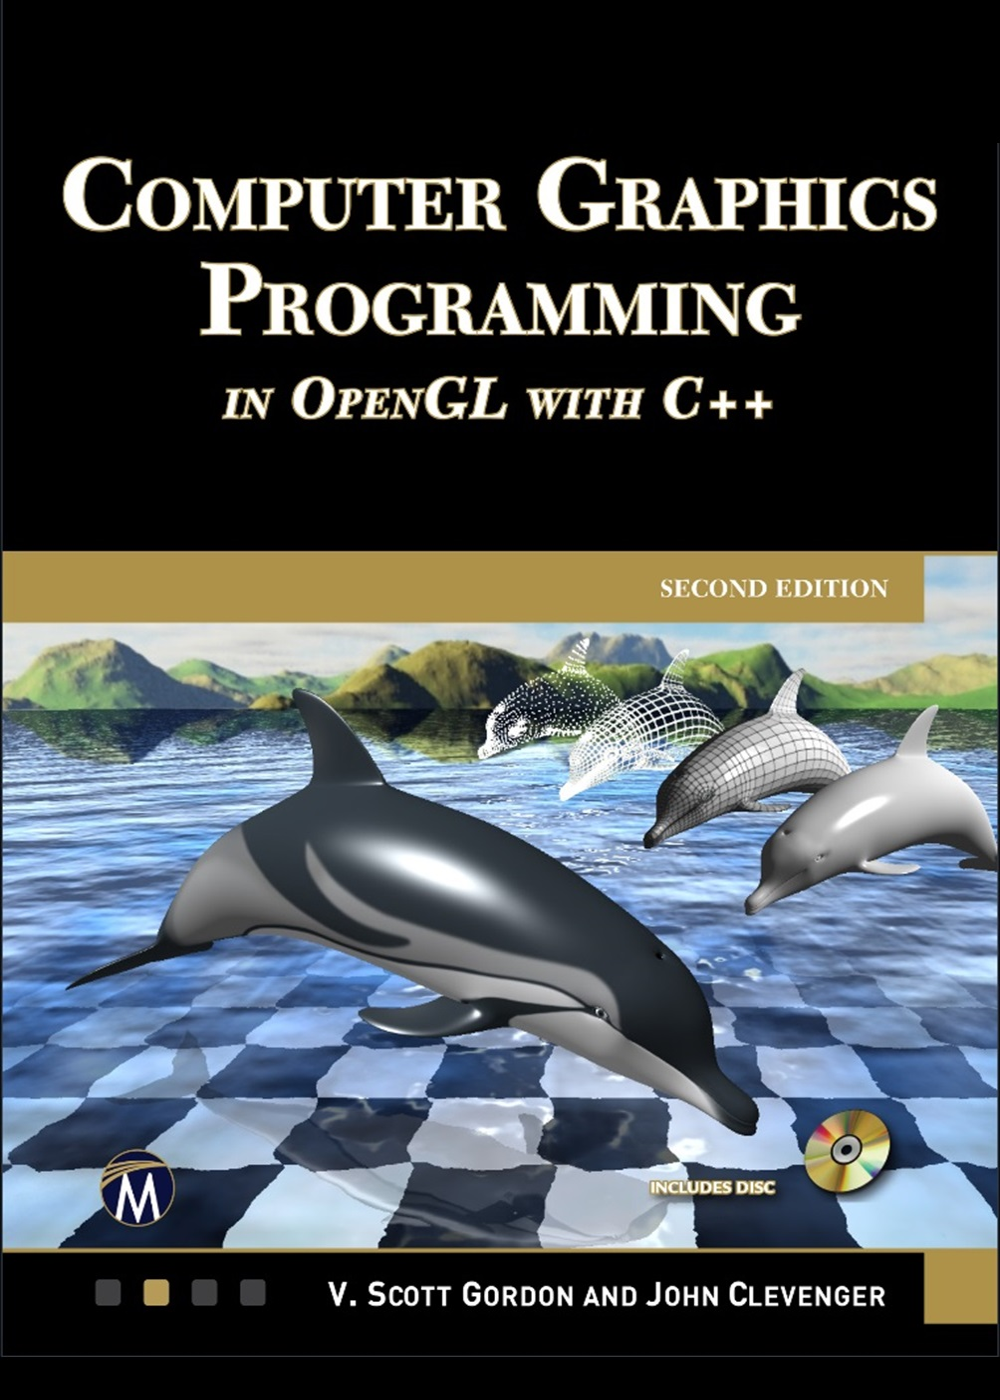 COMPUTER GRAPHICS
PROGRAMMING
IN OPENGL WITH C++
SECOND EDITION
INCLUDES DISC
M
V. SCOTT GORDON AND JOHN CLEVENGER